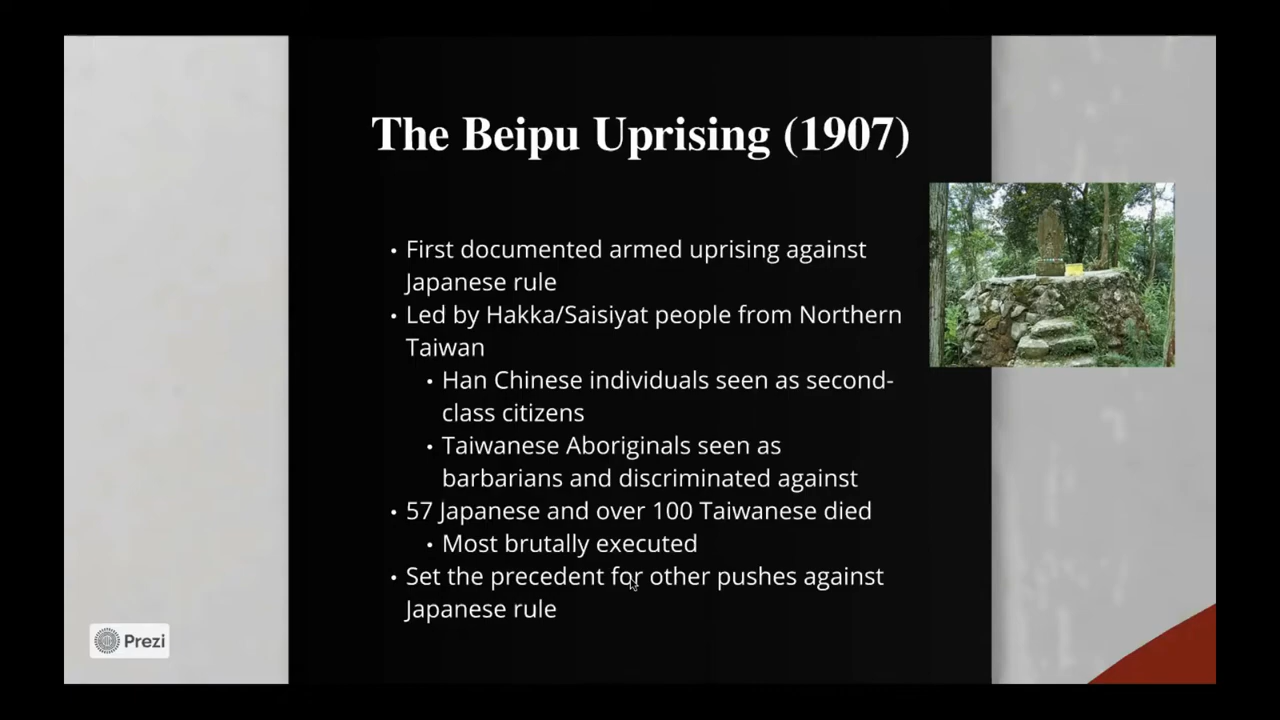 The Beipu Uprising (1907)
• First documented armed uprising against
Japanese rule
• Led by Hakka/Saisiyat people from Northern
Taiwan
• Han Chinese individuals seen as second-
class citizens
• Taiwanese Aboriginals seen as
barbarians and discriminated against
• 57 Japanese and over 100 Taiwanese died
• Most brutally executed
• Set the precedent for other pushes against
Japanese rule
Prezi